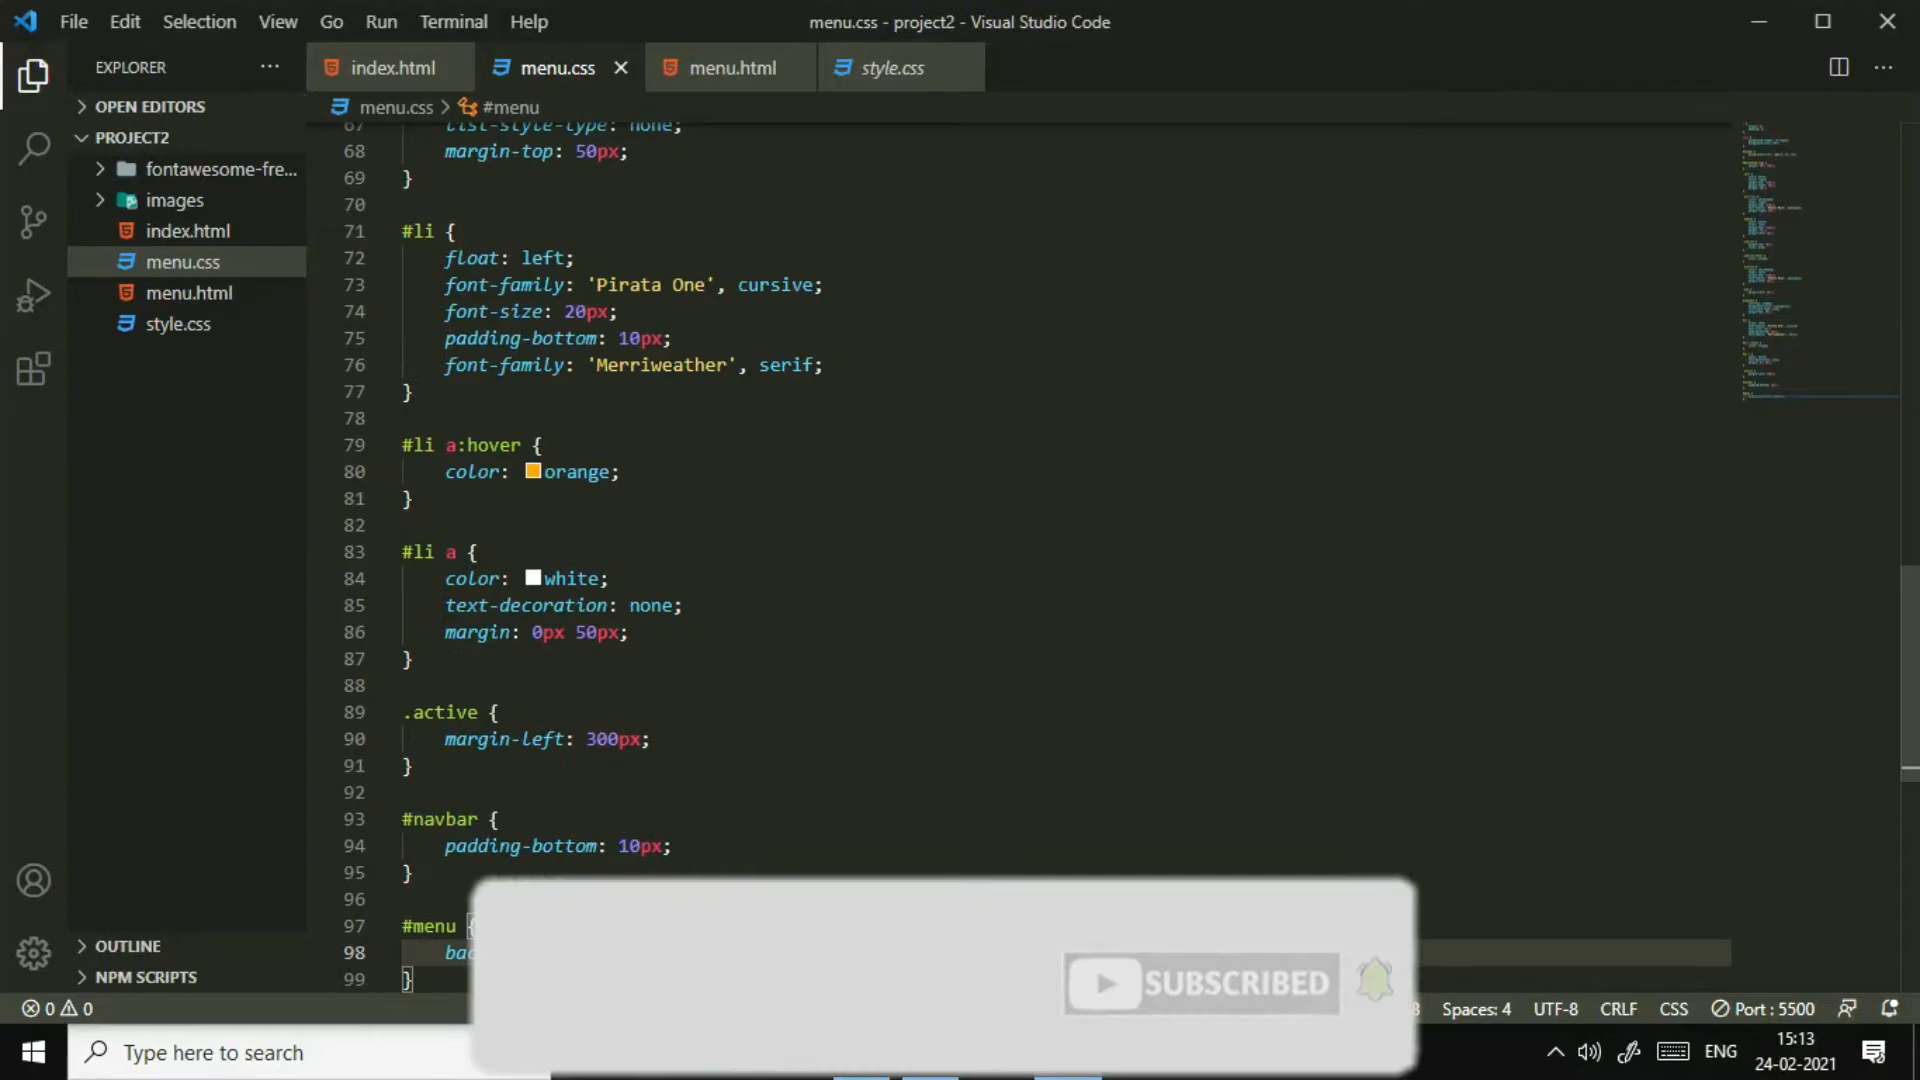 File Edit Selection View Go Run Terminal Help
menu.css - project2 - Visual Studio Code
EXPLORER ···
index.html
menu.css
menu.html
style.css
···
OPEN EDITORS
PROJECT2
fontawesome-fre...
images
index.html
menu.css
menu.html
style.css
OUTLINE
NPM SCRIPTS
menu.css > #menu
67 list-style-type: none;
68 margin-top: 50px;
69 }
70
71 #li {
72 float: left;
73 font-family: 'Pirata One', cursive;
74 font-size: 20px;
75 padding-bottom: 10px;
76 font-family: 'Merriweather', serif;
77 }
78
79 #li a:hover {
80 color: orange;
81 }
82
83 #li a {
84 color: white;
85 text-decoration: none;
86 margin: 0px 50px;
87 }
88
89 .active {
90 margin-left: 300px;
91 }
92
93 #navbar {
94 padding-bottom: 10px;
95 }
96
97 #menu {
98 bac
99 }
SUBSCRIBED
0 0
Spaces: 4 UTF-8 CRLF CSS Port : 5500
Type here to search
ENG
15:13
24-02-2021